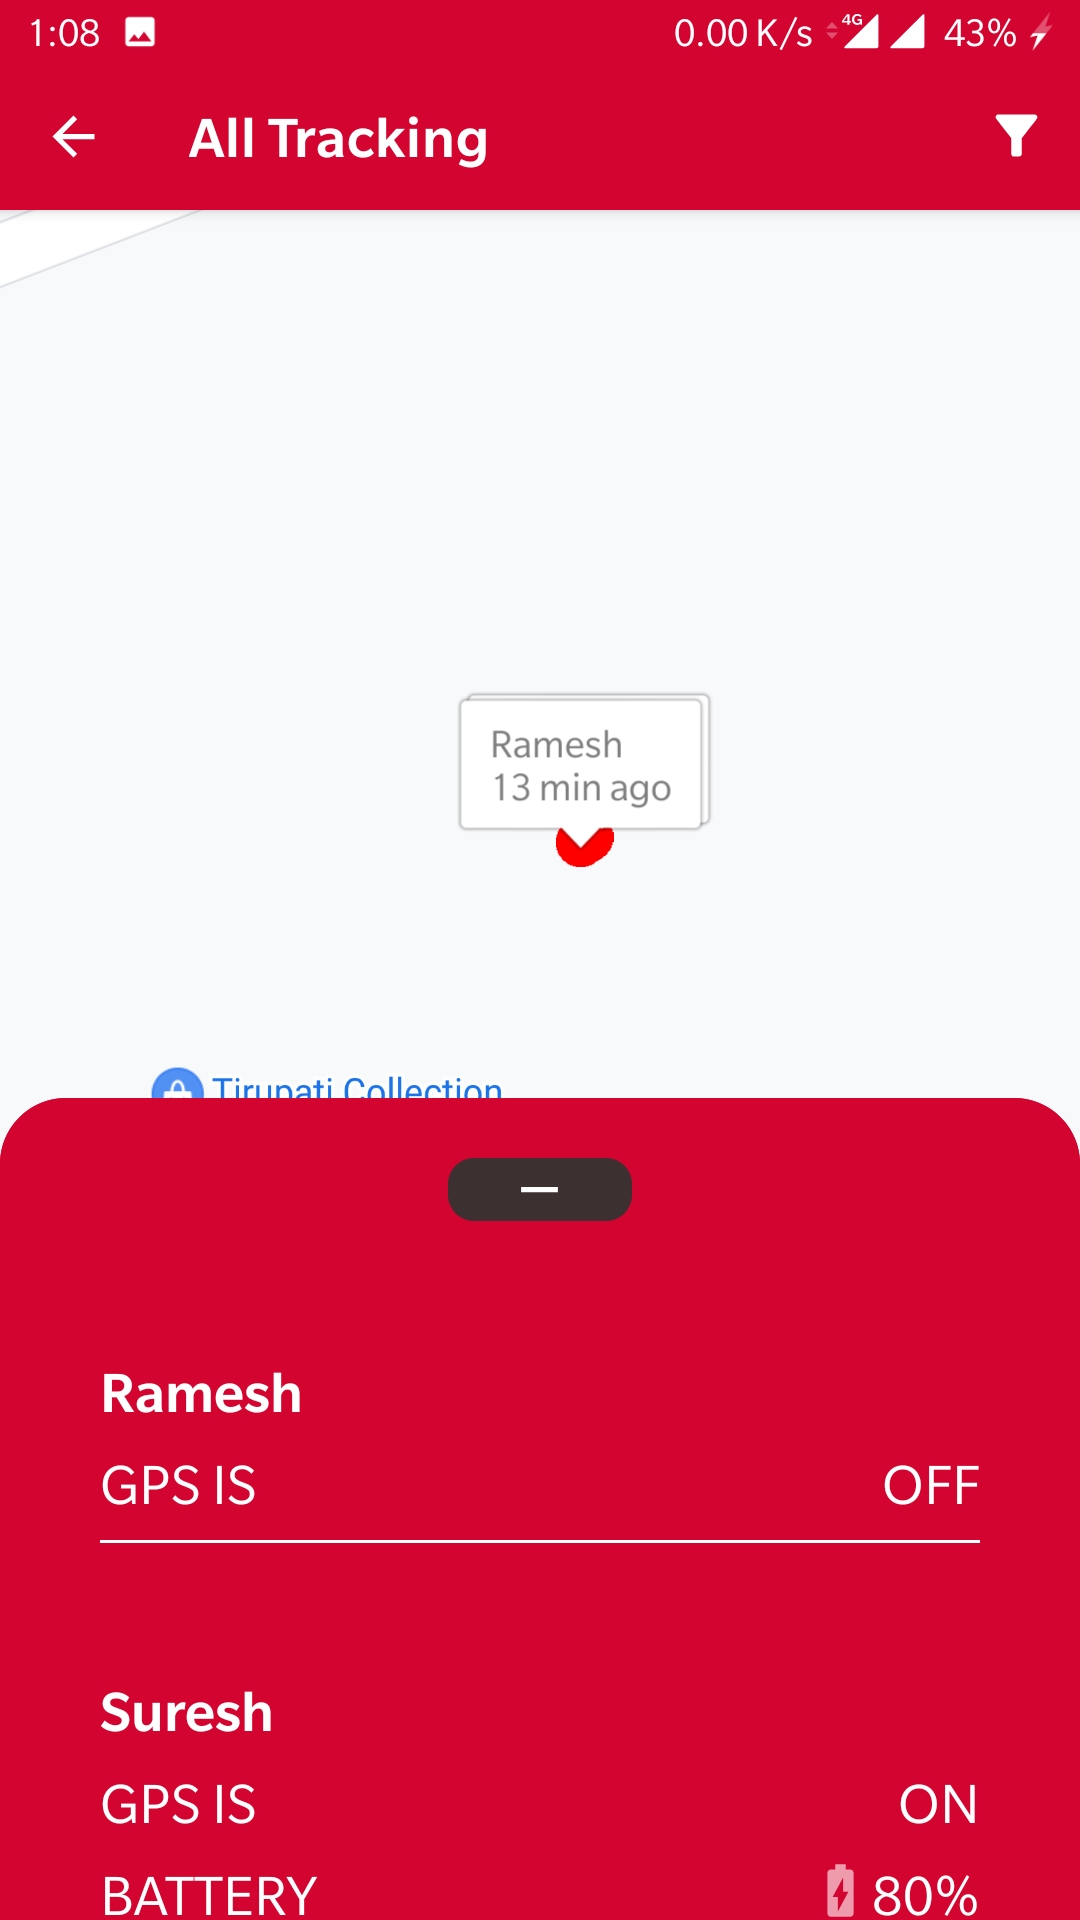 1:08 0.00 K/s 4G 43%
All Tracking
Ramesh
13 min ago
Tirupati Collection
Ramesh
GPS IS OFF
Suresh
GPS IS ON
BATTERY 80%